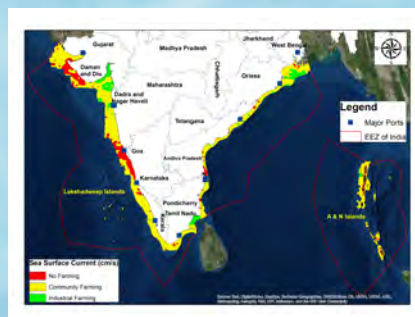 Jharkhand
Gujarat
Madhya Pradesh
West Bengal
Daman
and Diu
Chhattisgarh
Orissa
Dadra and
Nagar Haveli
Maharashtra
Legend
Major Ports
EEZ of India
Telangana
Goa
Andhra Pradesh
Karnataka
Lakshadweep Islands
Pondicherry
A & N Islands
Tamil Nadu
Kerala
Sea Surface Current (cm/s)
No Farming
Community Farming
Industrial Farming